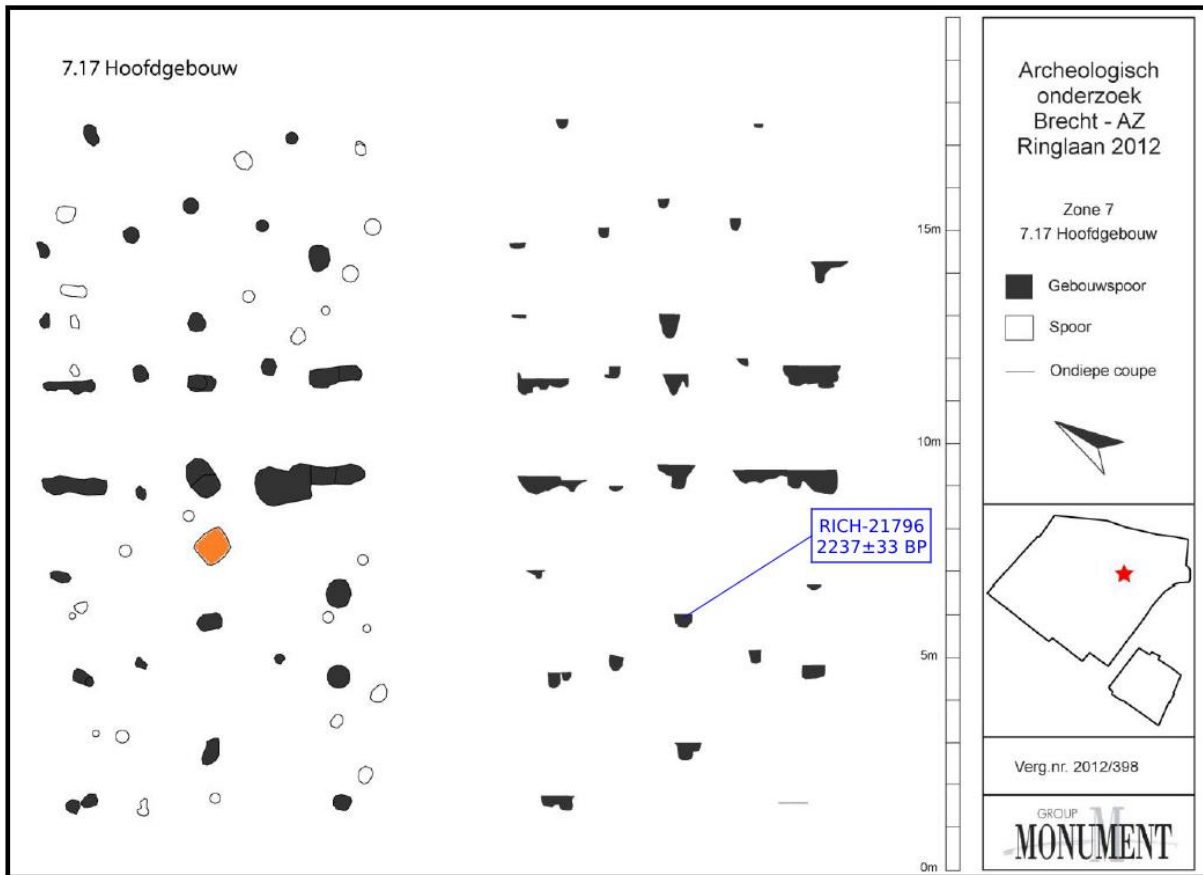 7.17 Hoofdgebouw
RICH-21796
2237±33 BP
15m
10m
5m
0m
Archeologisch
onderzoek
Brecht - AZ
Ringlaan 2012
Zone 7
7.17 Hoofdgebouw
Gebouwspoor
Spoor
Ondiepe coupe
Verg.nr. 2012/398
GROUP
M
MONUMENT